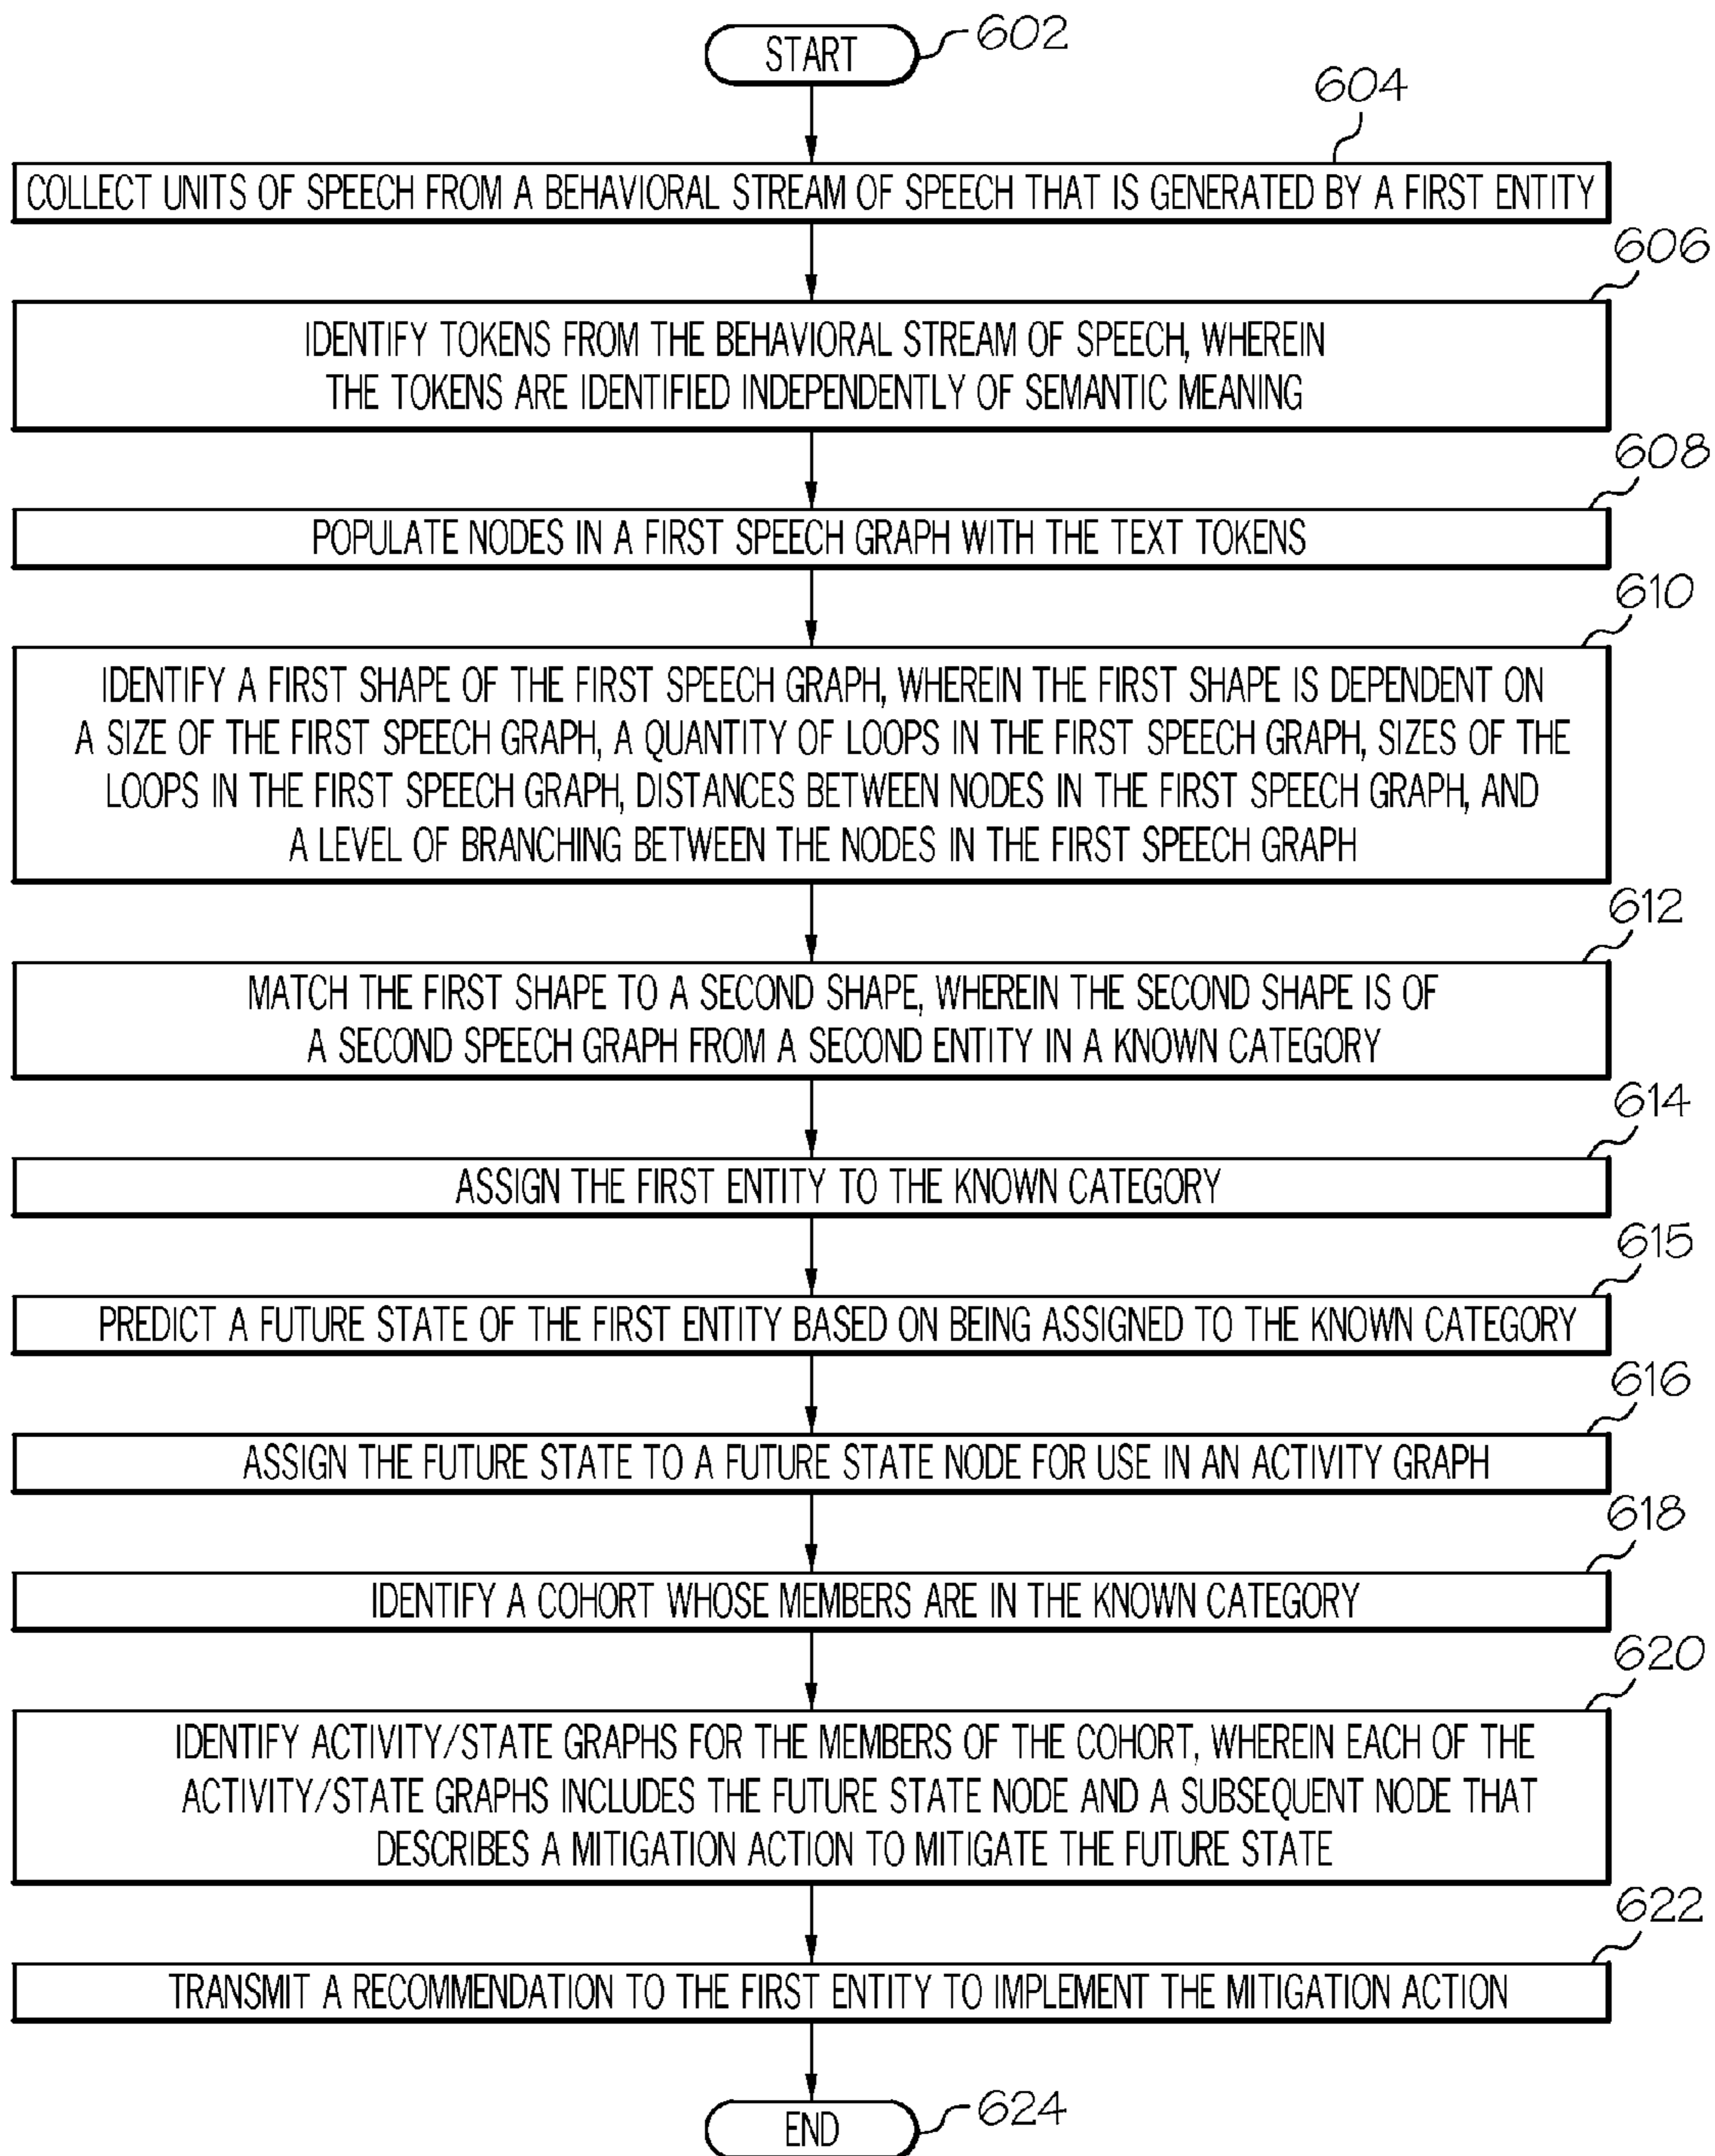 START
602
604
COLLECT UNITS OF SPEECH FROM A BEHAVIORAL STREAM OF SPEECH THAT IS GENERATED BY A FIRST ENTITY
606
IDENTIFY TOKENS FROM THE BEHAVIORAL STREAM OF SPEECH, WHEREIN
THE TOKENS ARE IDENTIFIED INDEPENDENTLY OF SEMANTIC MEANING
608
POPULATE NODES IN A FIRST SPEECH GRAPH WITH THE TEXT TOKENS
610
IDENTIFY A FIRST SHAPE OF THE FIRST SPEECH GRAPH, WHEREIN THE FIRST SHAPE IS DEPENDENT ON
A SIZE OF THE FIRST SPEECH GRAPH, A QUANTITY OF LOOPS IN THE FIRST SPEECH GRAPH, SIZES OF THE
LOOPS IN THE FIRST SPEECH GRAPH, DISTANCES BETWEEN NODES IN THE FIRST SPEECH GRAPH, AND
A LEVEL OF BRANCHING BETWEEN THE NODES IN THE FIRST SPEECH GRAPH
612
MATCH THE FIRST SHAPE TO A SECOND SHAPE, WHEREIN THE SECOND SHAPE IS OF
A SECOND SPEECH GRAPH FROM A SECOND ENTITY IN A KNOWN CATEGORY
614
ASSIGN THE FIRST ENTITY TO THE KNOWN CATEGORY
615
PREDICT A FUTURE STATE OF THE FIRST ENTITY BASED ON BEING ASSIGNED TO THE KNOWN CATEGORY
616
ASSIGN THE FUTURE STATE TO A FUTURE STATE NODE FOR USE IN AN ACTIVITY GRAPH
618
IDENTIFY A COHORT WHOSE MEMBERS ARE IN THE KNOWN CATEGORY
620
IDENTIFY ACTIVITY/STATE GRAPHS FOR THE MEMBERS OF THE COHORT, WHEREIN EACH OF THE
ACTIVITY/STATE GRAPHS INCLUDES THE FUTURE STATE NODE AND A SUBSEQUENT NODE THAT
DESCRIBES A MITIGATION ACTION TO MITIGATE THE FUTURE STATE
622
TRANSMIT A RECOMMENDATION TO THE FIRST ENTITY TO IMPLEMENT THE MITIGATION ACTION
END
624